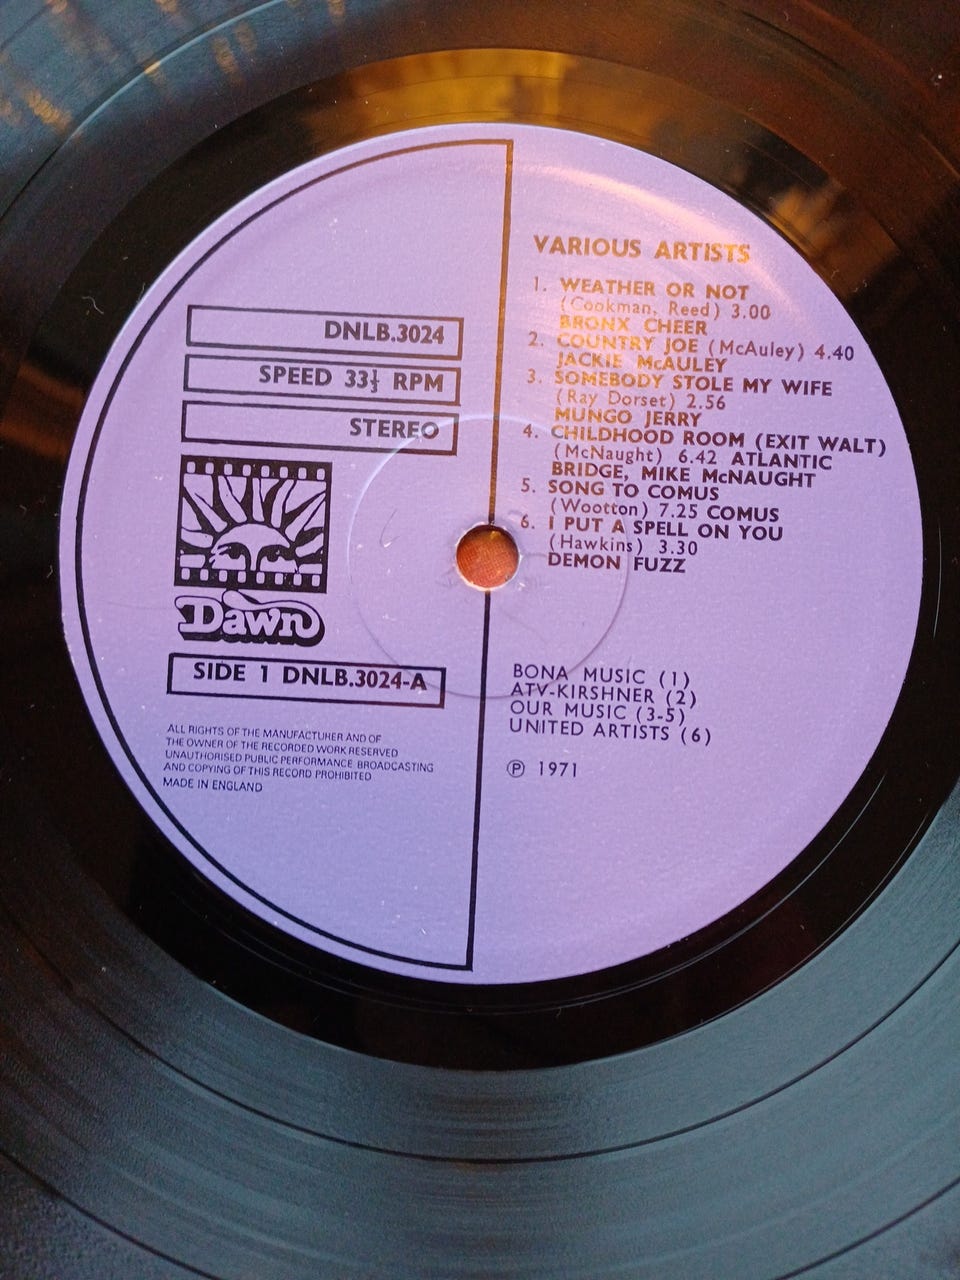 DNLB.3024
SPEED 33⅓ RPM
STEREO
Dawn
SIDE 1 DNLB.3024-A
ALL RIGHTS OF THE MANUFACTURER AND OF
THE OWNER OF THE RECORDED WORK RESERVED
UNAUTHORISED PUBLIC PERFORMANCE BROADCASTING
AND COPYING OF THIS RECORD PROHIBITED
MADE IN ENGLAND
VARIOUS ARTISTS
1. WEATHER OR NOT
(Cookman, Reed) 3.00
BRONX CHEER
2. COUNTRY JOE (McAuley) 4.40
JACKIE McAULEY
3. SOMEBODY STOLE MY WIFE
(Ray Dorset) 2.56
MUNGO JERRY
4. CHILDHOOD ROOM (EXIT WALT)
(McNaught) 6.42 ATLANTIC
BRIDGE, MIKE McNAUGHT
5. SONG TO COMUS
(Wootton) 7.25 COMUS
6. I PUT A SPELL ON YOU
(Hawkins) 3.30
DEMON FUZZ
BONA MUSIC (1)
ATV-KIRSHNER (2)
OUR MUSIC (3-5)
UNITED ARTISTS (6)
℗ 1971